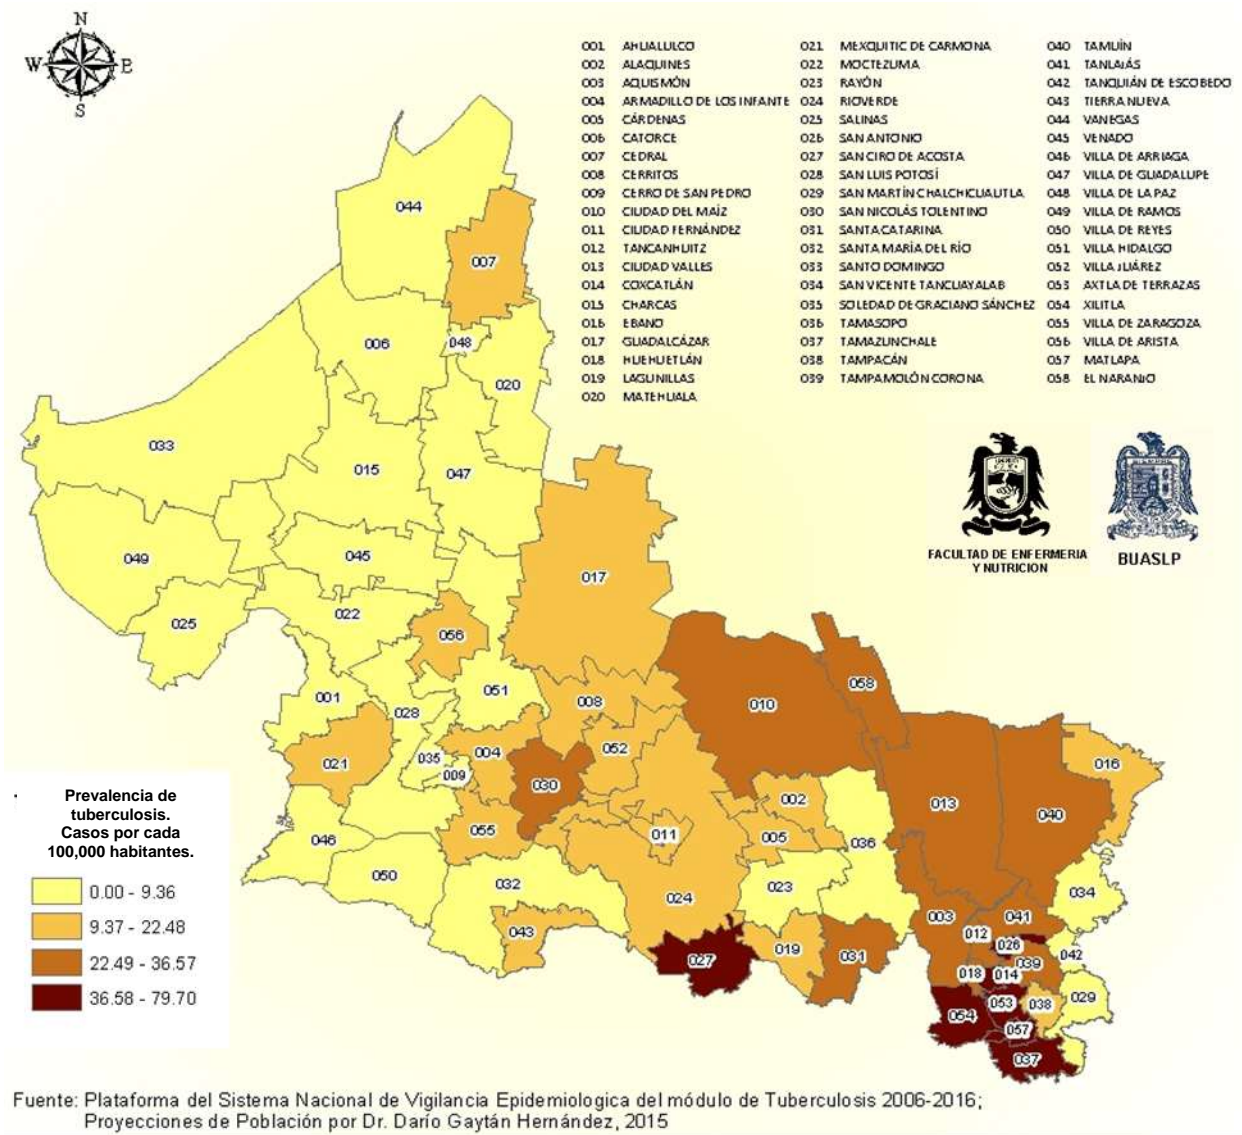 N
W E
S
001 AHUALULCO
002 ALAQUINES
003 AQUISMÓN
004 ARMADILLO DE LOS INFANTE
005 CÁRDENAS
006 CATORCE
007 CEDRAL
008 CERRITOS
009 CERRO DE SAN PEDRO
010 CIUDAD DEL MAÍZ
011 CIUDAD FERNÁNDEZ
012 TANCANHUITZ
013 CIUDAD VALLES
014 COXCATLÁN
015 CHARCAS
016 EBANO
017 GUADALCÁZAR
018 HUEHUETLÁN
019 LAGUNILLAS
020 MATEHUALA
021 MEXQUITIC DE CARMONA
022 MOCTEZUMA
023 RAYÓN
024 RIOVERDE
025 SALINAS
026 SAN ANTONIO
027 SAN CIRO DE ACOSTA
028 SAN LUIS POTOSÍ
029 SAN MARTÍN CHALCHICUAUTLA
030 SAN NICOLÁS TOLENTINO
031 SANTA CATARINA
032 SANTA MARÍA DEL RÍO
033 SANTO DOMINGO
034 SAN VICENTE TANCUAYALAB
035 SOLEDAD DE GRACIANO SÁNCHEZ
036 TAMASOPO
037 TAMAZUNCHALE
038 TAMPACÁN
039 TAMPAMOLÓN CORONA
040 TAMUÍN
041 TANLAJÁS
042 TANQUIÁN DE ESCOBEDO
043 TIERRA NUEVA
044 VANEGAS
045 VENADO
046 VILLA DE ARRIAGA
047 VILLA DE GUADALUPE
048 VILLA DE LA PAZ
049 VILLA DE RAMOS
050 VILLA DE REYES
051 VILLA HIDALGO
052 VILLA JUÁREZ
053 AXTLA DE TERRAZAS
054 XILITLA
055 VILLA DE ZARAGOZA
056 VILLA DE ARISTA
057 MATLAPA
058 EL NARANJO
044
007
006
048
020
033
015
047
049
045
017
025
022
056
001
028
051
008
010
058
021
035
009
004
030
052
002
013
040
016
046
055
011
005
036
050
032
024
023
034
043
027
019
031
003
041
012
026
042
018
014
039
054
053
038
029
057
037
FACULTAD DE ENFERMERIA
Y NUTRICION
BUASLP
Prevalencia de
tuberculosis.
Casos por cada
100,000 habitantes.
0.00 - 9.36
9.37 - 22.48
22.49 - 36.57
36.58 - 79.70
Fuente: Plataforma del Sistema Nacional de Vigilancia Epidemiologica del módulo de Tuberculosis 2006-2016;
Proyecciones de Población por Dr. Darío Gaytán Hernández, 2015